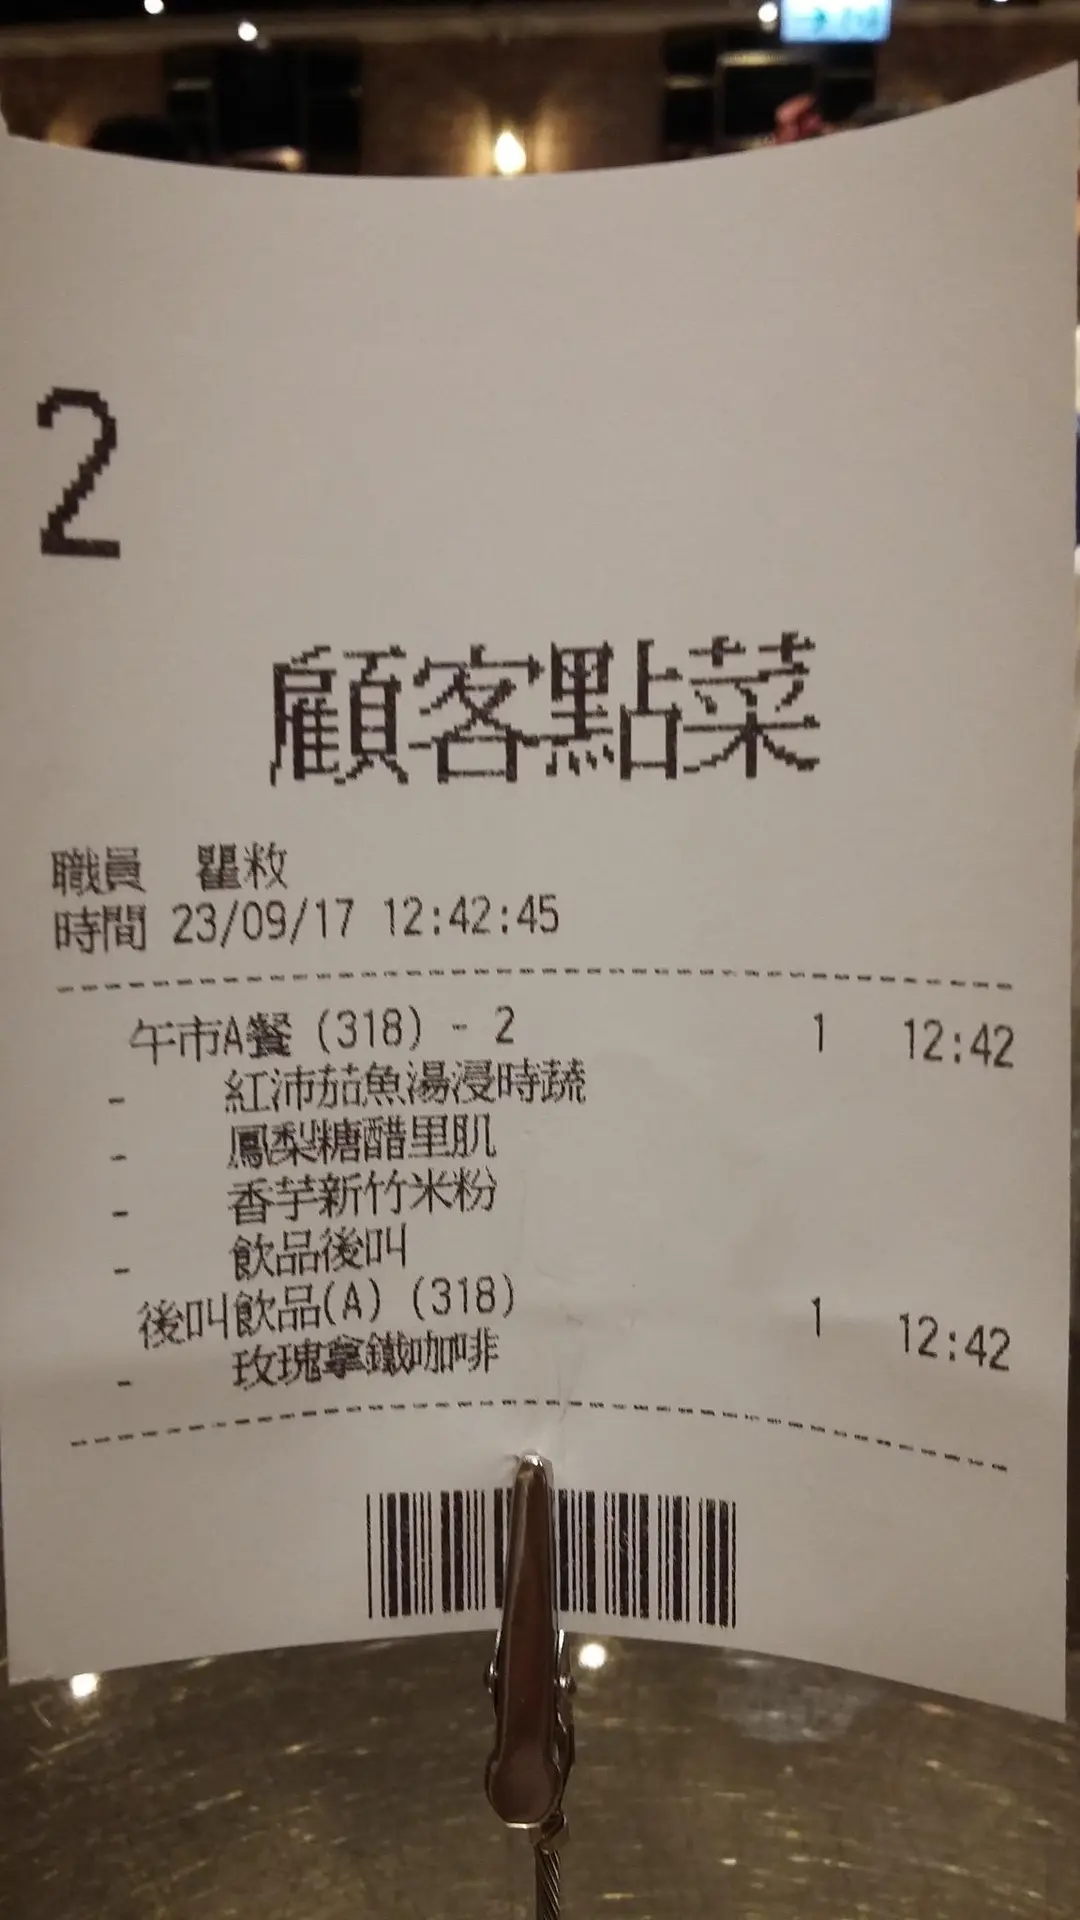 2
顧客點菜
職員 瞿敉
時間 23/09/17 12:42:45
午市A餐 (318) - 2 1 12:42
- 紅沛茄魚湯浸時蔬
- 鳳梨糖醋里肌
- 香芋新竹米粉
- 飲品後叫
後叫飲品(A) (318) 1 12:42
- 玫瑰拿鐵咖啡